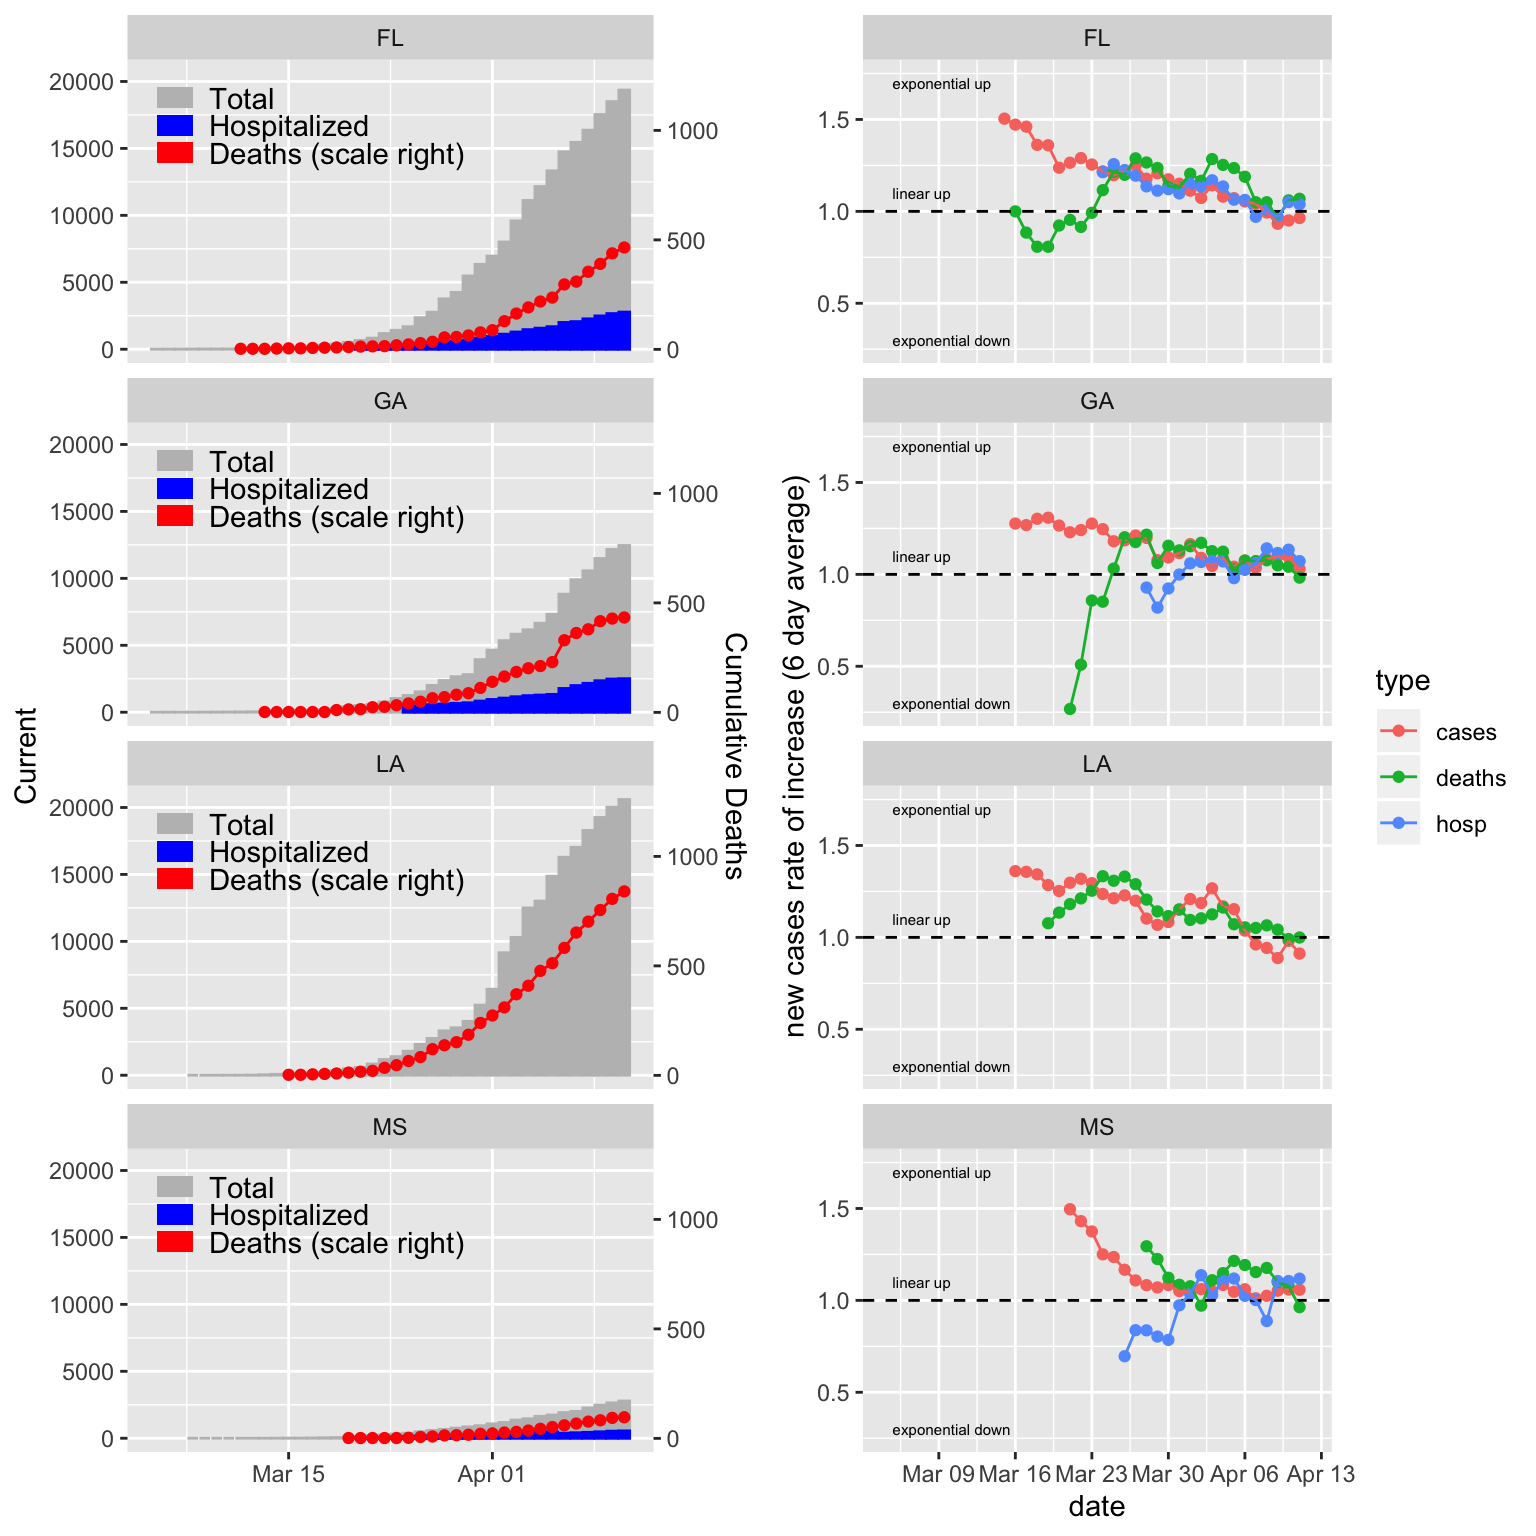 FL
20000
15000
10000
5000
0
1000
500
0
Total
Hospitalized
Deaths (scale right)
GA
20000
15000
10000
5000
0
1000
500
0
Total
Hospitalized
Deaths (scale right)
LA
20000
15000
10000
5000
0
1000
500
0
Total
Hospitalized
Deaths (scale right)
MS
20000
15000
10000
5000
0
1000
500
0
Total
Hospitalized
Deaths (scale right)
Mar 15
Apr 01
Current
Cumulative Deaths
FL
1.5
1.0
0.5
exponential up
linear up
exponential down
GA
1.5
1.0
0.5
exponential up
linear up
exponential down
LA
1.5
1.0
0.5
exponential up
linear up
exponential down
MS
1.5
1.0
0.5
exponential up
linear up
exponential down
Mar 09
Mar 16
Mar 23
Mar 30
Apr 06
Apr 13
date
new cases rate of increase (6 day average)
type
cases
deaths
hosp